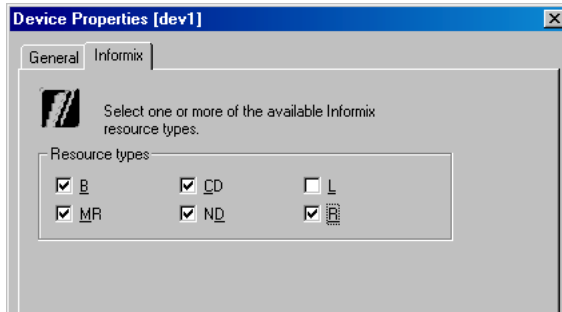 Device Properties [dev1]
General Informix
Select one or more of the available Informix
resource types.
Resource types
B CD L
MR ND R